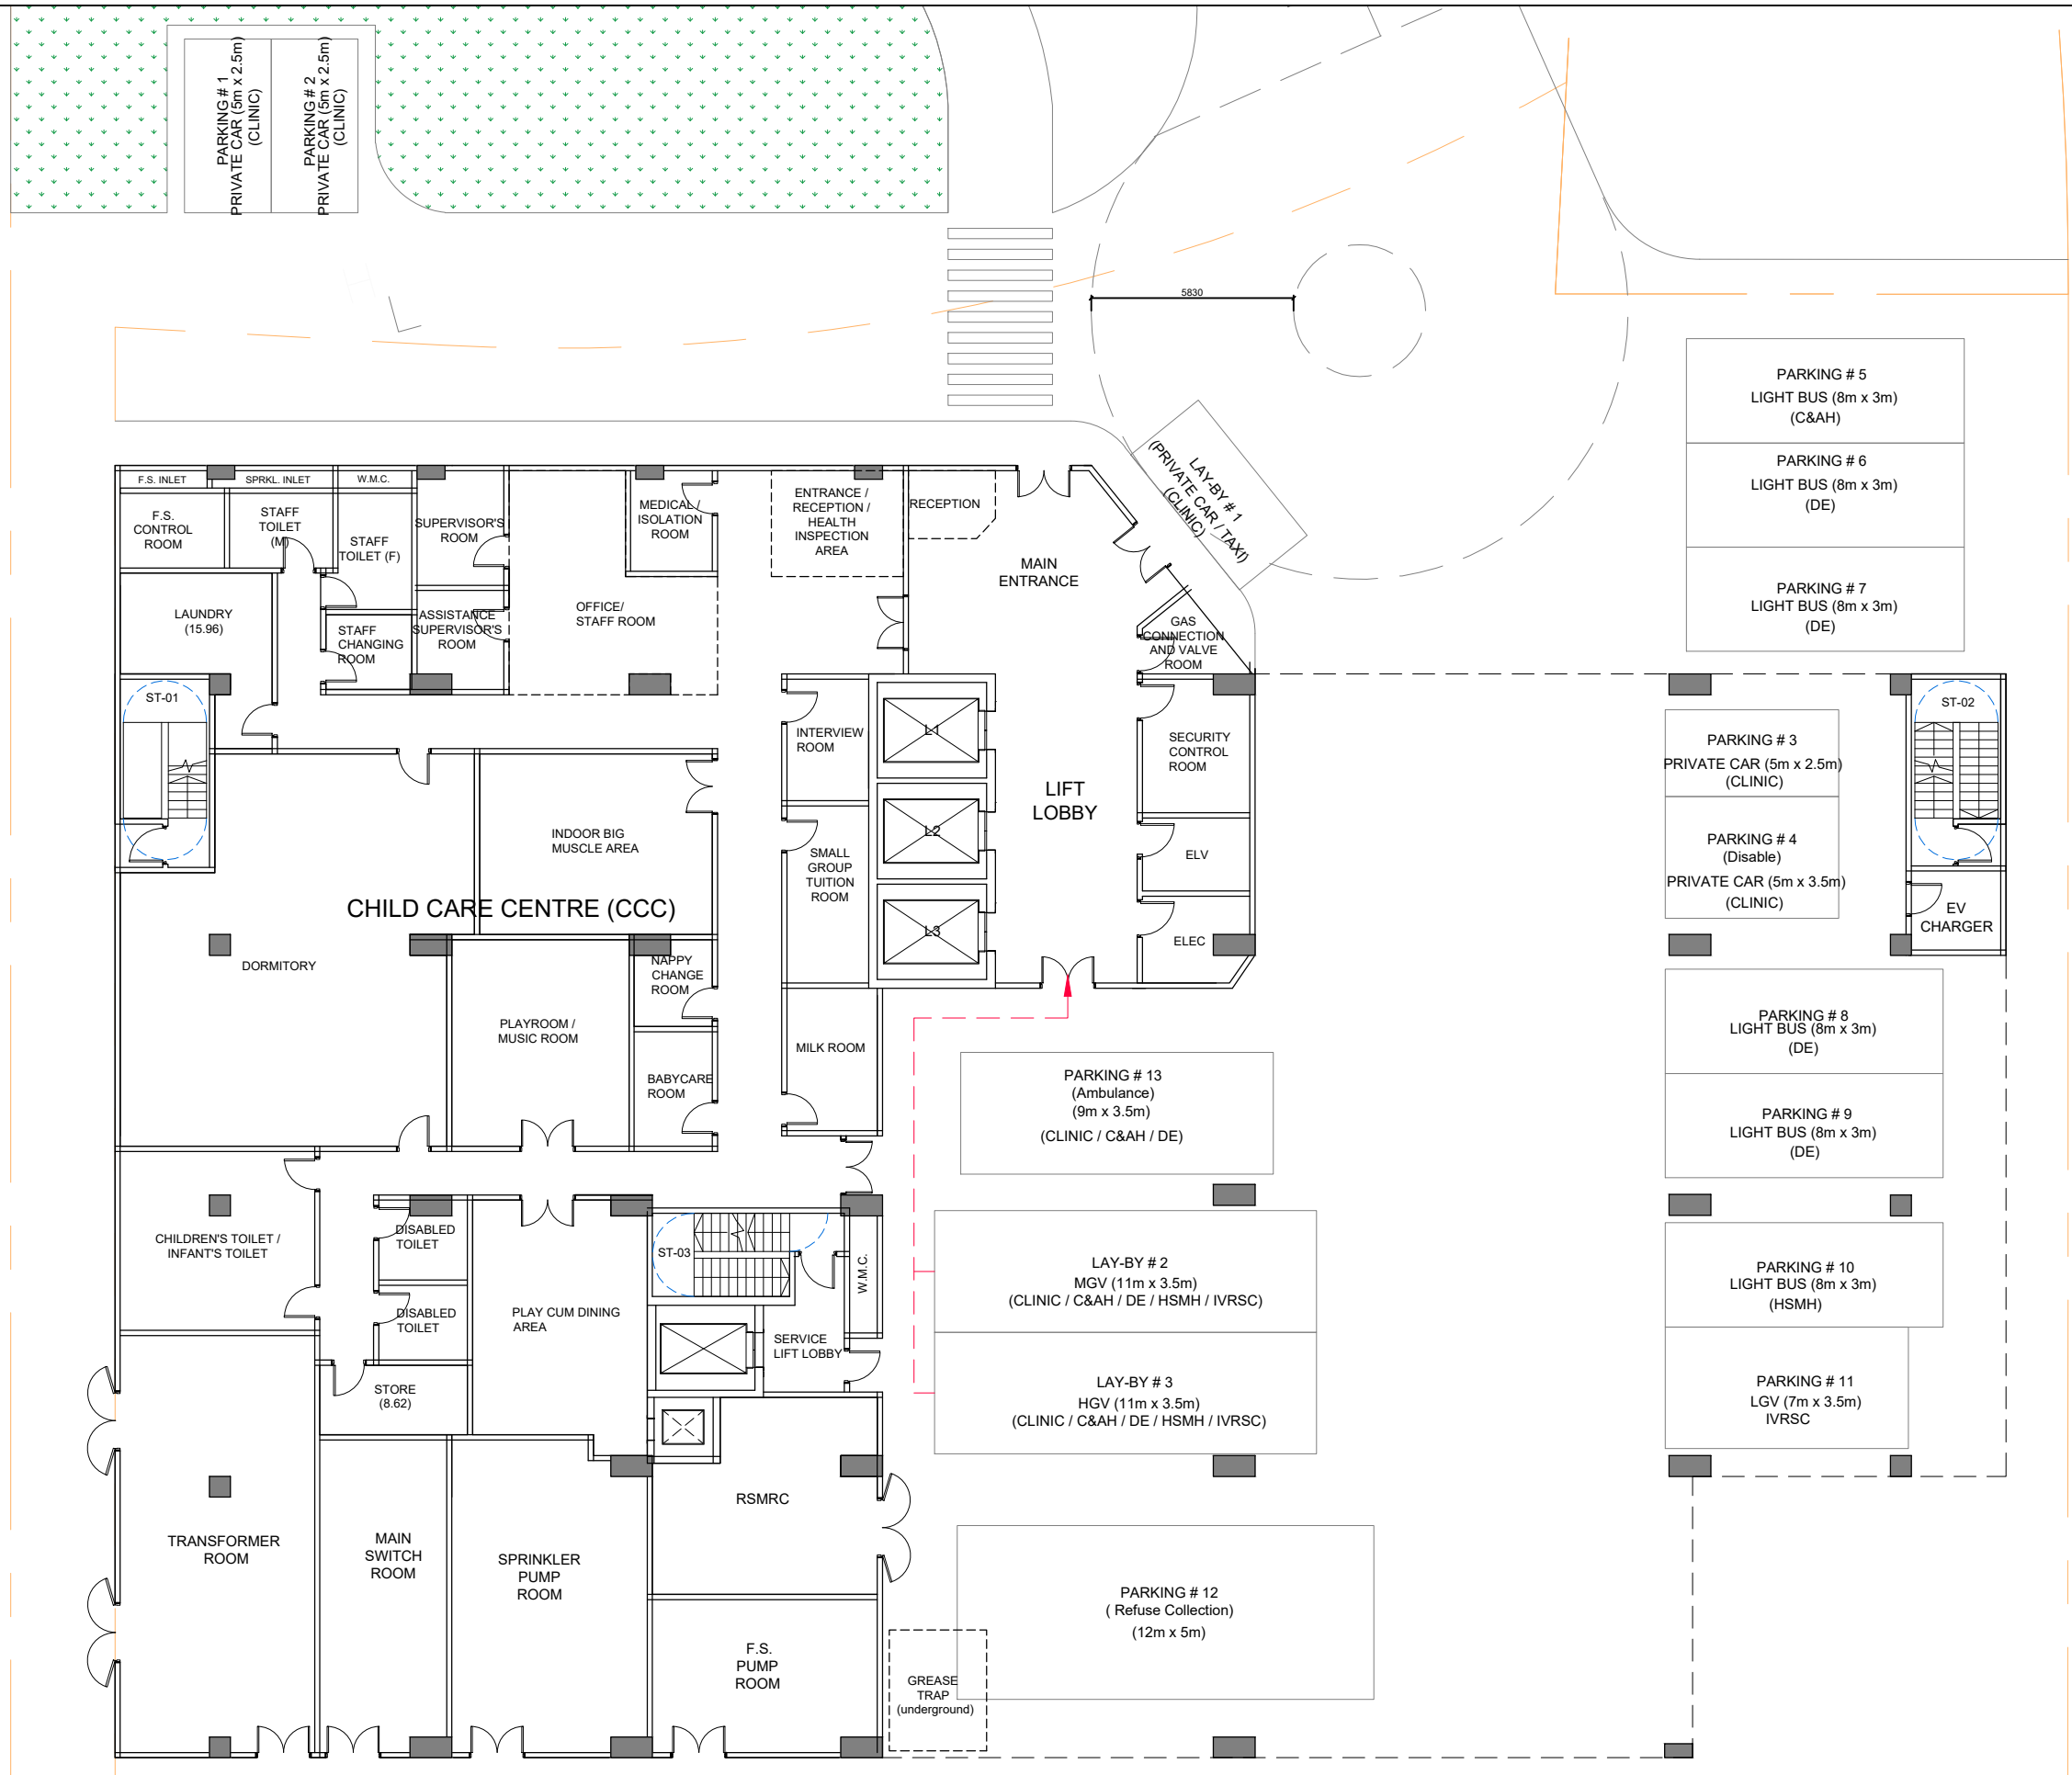 PARKING # 1
PRIVATE CAR (5m x 2.5m)
(CLINIC)
PARKING # 2
PRIVATE CAR (5m x 2.5m)
(CLINIC)
5830
PARKING # 5
LIGHT BUS (8m x 3m)
(C&AH)
PARKING # 6
LIGHT BUS (8m x 3m)
(DE)
PARKING # 7
LIGHT BUS (8m x 3m)
(DE)
LAY-BY # 1
(PRIVATE CAR / TAXI)
(CLINIC)
F.S. INLET
SPRKL. INLET
W.M.C.
F.S.
CONTROL
ROOM
STAFF
TOILET
(M)
STAFF
TOILET (F)
SUPERVISOR'S
ROOM
MEDICAL /
ISOLATION
ROOM
ENTRANCE /
RECEPTION /
HEALTH
INSPECTION
AREA
RECEPTION
MAIN
ENTRANCE
LAUNDRY
(15.96)
STAFF
CHANGING
ROOM
ASSISTANCE
SUPERVISOR'S
ROOM
OFFICE/
STAFF ROOM
GAS
CONNECTION
AND VALVE
ROOM
ST-01
INTERVIEW
ROOM
L1
SECURITY
CONTROL
ROOM
PARKING # 3
PRIVATE CAR (5m x 2.5m)
(CLINIC)
ST-02
LIFT
LOBBY
INDOOR BIG
MUSCLE AREA
L2
SMALL
GROUP
TUITION
ROOM
ELV
PARKING # 4
(Disable)
PRIVATE CAR (5m x 3.5m)
(CLINIC)
CHILD CARE CENTRE (CCC)
L3
ELEC
EV
CHARGER
DORMITORY
NAPPY
CHANGE
ROOM
PLAYROOM /
MUSIC ROOM
MILK ROOM
BABYCARE
ROOM
PARKING # 13
(Ambulance)
(9m x 3.5m)
(CLINIC / C&AH / DE)
PARKING # 8
LIGHT BUS (8m x 3m)
(DE)
PARKING # 9
LIGHT BUS (8m x 3m)
(DE)
CHILDREN'S TOILET /
INFANT'S TOILET
DISABLED
TOILET
ST-03
W.M.C.
LAY-BY # 2
MGV (11m x 3.5m)
(CLINIC / C&AH / DE / HSMH / IVRSC)
PARKING # 10
LIGHT BUS (8m x 3m)
(HSMH)
DISABLED
TOILET
PLAY CUM DINING
AREA
SERVICE
LIFT LOBBY
STORE
(8.62)
LAY-BY # 3
HGV (11m x 3.5m)
(CLINIC / C&AH / DE / HSMH / IVRSC)
PARKING # 11
LGV (7m x 3.5m)
IVRSC
RSMRC
TRANSFORMER
ROOM
MAIN
SWITCH
ROOM
SPRINKLER
PUMP
ROOM
PARKING # 12
( Refuse Collection)
(12m x 5m)
F.S.
PUMP
ROOM
GREASE
TRAP
(underground)